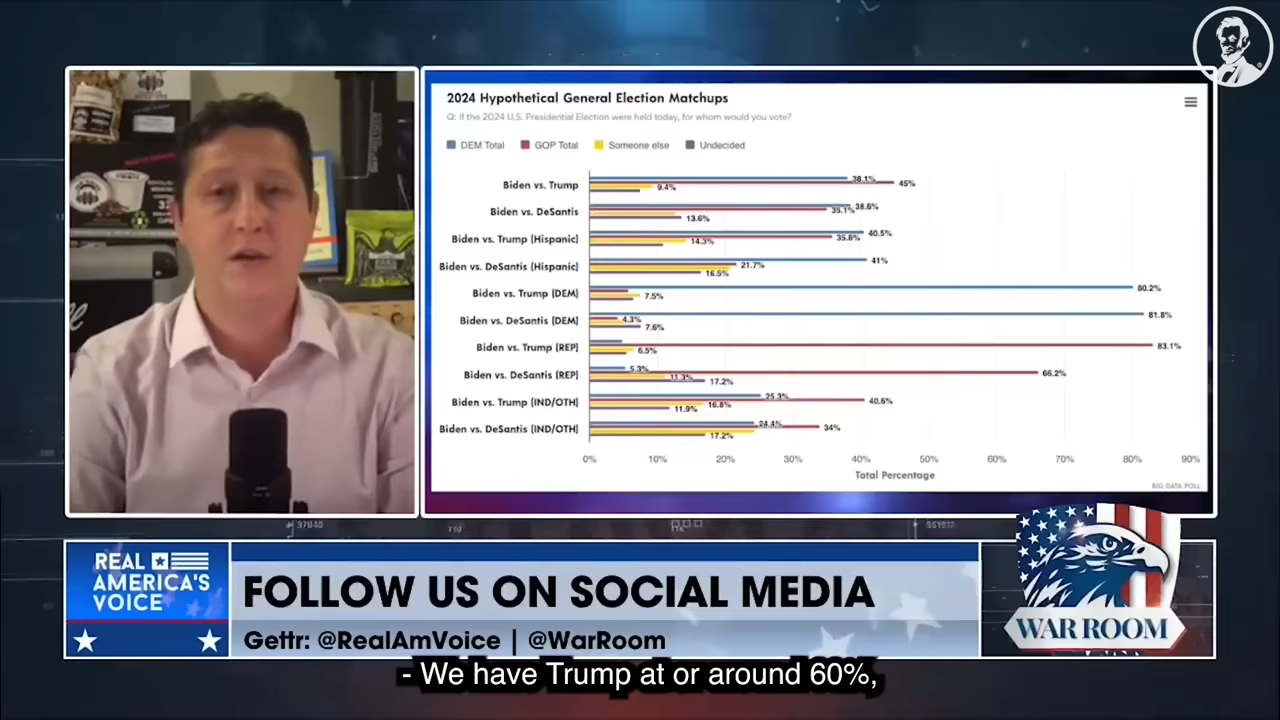 2024 Hypothetical General Election Matchups
Q: If the 2024 U.S. Presidential Election were held today, for whom would you vote?
DEM Total GOP Total Someone else Undecided
Biden vs. Trump 38.1% 45% 9.4%
Biden vs. DeSantis 38.6% 35.1% 13.6%
Biden vs. Trump (Hispanic) 40.5% 35.8% 14.3%
Biden vs. DeSantis (Hispanic) 41% 21.7% 16.5%
Biden vs. Trump (DEM) 80.2% 7.5%
Biden vs. DeSantis (DEM) 81.8% 4.3% 7.6%
Biden vs. Trump (REP) 83.1% 6.5%
Biden vs. DeSantis (REP) 5.3% 66.2% 11.3% 17.2%
Biden vs. Trump (IND/OTH) 25.3% 40.6% 16.8% 11.9%
Biden vs. DeSantis (IND/OTH) 24.4% 34% 17.2%
0% 10% 20% 30% 40% 50% 60% 70% 80% 90%
Total Percentage
BIG DATA POLL
REAL
AMERICA'S
VOICE
FOLLOW US ON SOCIAL MEDIA
Gettr: @RealAmVoice | @WarRoom
WAR ROOM
- We have Trump at or around 60%,